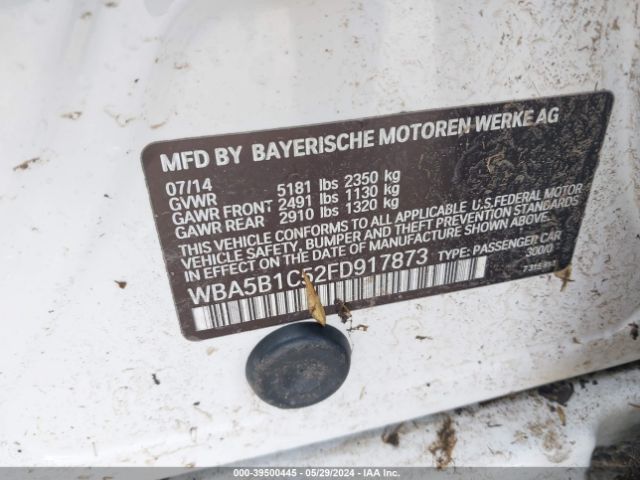 MFD BY BAYERISCHE MOTOREN WERKE AG
07/14
GVWR 5181 lbs 2350 kg
GAWR FRONT 2491 lbs 1130 kg
GAWR REAR 2910 lbs 1320 kg
THIS VEHICLE CONFORMS TO ALL APPLICABLE U.S.FEDERAL MOTOR
VEHICLE SAFETY, BUMPER AND THEFT PREVENTION STANDARDS
IN EFFECT ON THE DATE OF MANUFACTURE SHOWN ABOVE.
WBA5B1C52FD917873 TYPE: PASSENGER CAR
300/0
000-39500445 - 05/29/2024 - IAA Inc.